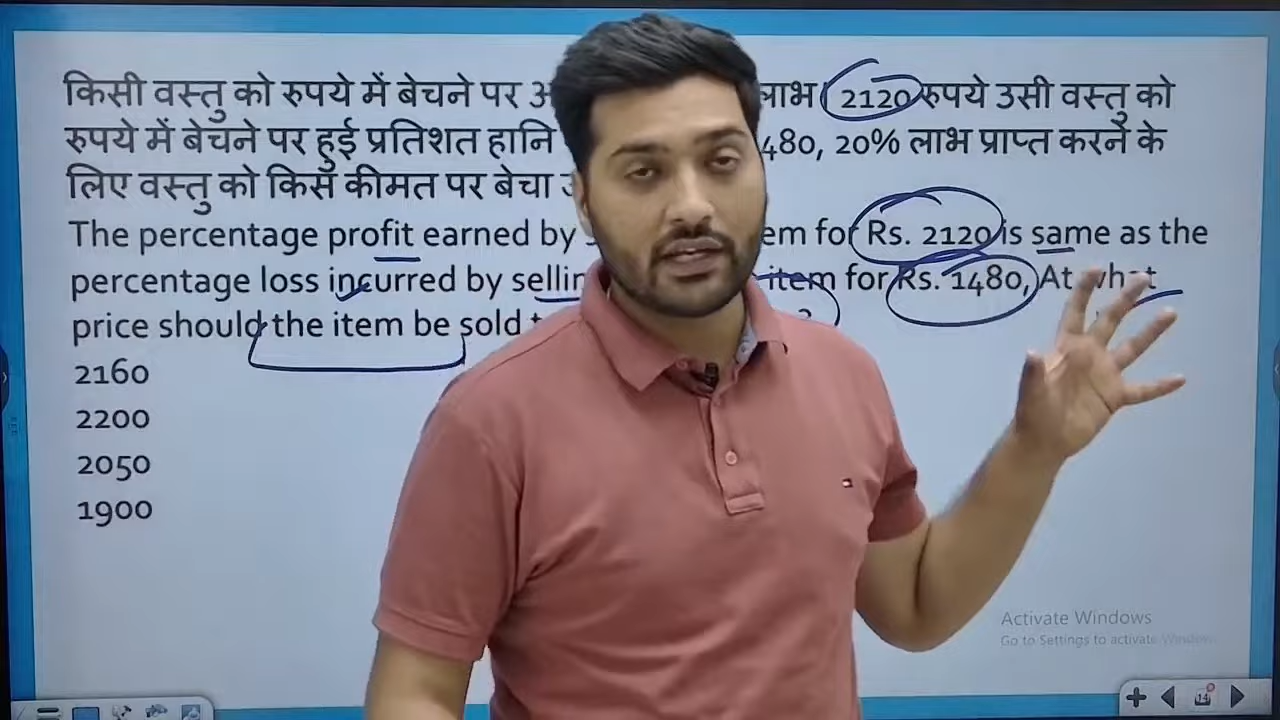 किसी वस्तु को रुपये में बेचने पर लाभ 2120 रुपये उसी वस्तु को
रुपये में बेचने पर हुई प्रतिशत हानि 480, 20% लाभ प्राप्त करने के
लिए वस्तु को किस कीमत पर बेचा
The percentage profit earned by em for Rs. 2120 is same as the
percentage loss incurred by sellin item for Rs. 1480, At what
price should the item be sold ?
2160
2200
2050
1900
Activate Windows
Go to Settings to activate Windows
14